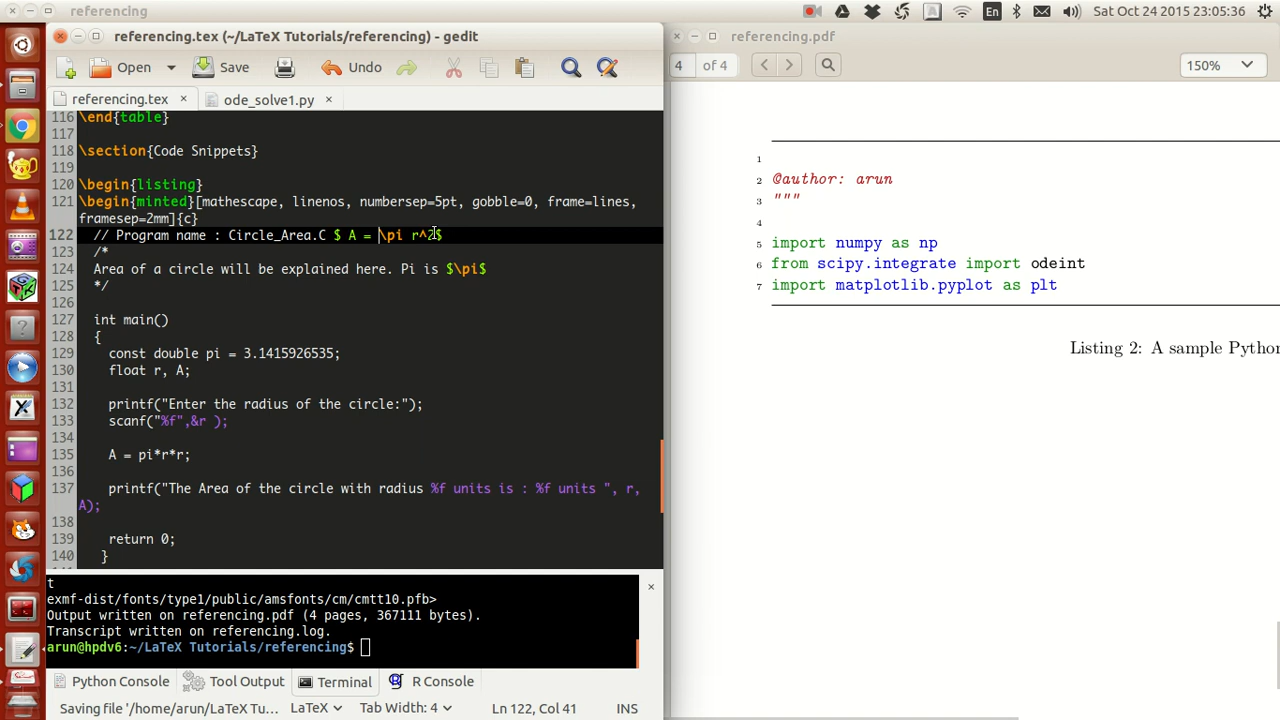 referencing
En
Sat Oct 24 2015 23:05:36
referencing.tex (~/LaTeX Tutorials/referencing) - gedit
Open
Save
Undo
referencing.tex ×
ode_solve1.py ×
116 \end{table}
117
118 \section{Code Snippets}
119
120 \begin{listing}
121 \begin{minted}[mathescape, linenos, numbersep=5pt, gobble=0, frame=lines,
framesep=2mm]{c}
122 // Program name : Circle_Area.C $ A = \pi r^2$
123 /*
124 Area of a circle will be explained here. Pi is $\pi$
125 */
126
127 int main()
128 {
129 const double pi = 3.1415926535;
130 float r, A;
131
132 printf("Enter the radius of the circle:");
133 scanf("%f",&r );
134
135 A = pi*r*r;
136
137 printf("The Area of the circle with radius %f units is : %f units ", r,
A);
138
139 return 0;
140 }
t
exmf-dist/fonts/type1/public/amsfonts/cm/cmtt10.pfb>
Output written on referencing.pdf (4 pages, 367111 bytes).
Transcript written on referencing.log.
arun@hpdv6:~/LaTeX Tutorials/referencing$
Python Console
Tool Output
Terminal
R Console
Saving file '/home/arun/LaTeX Tu...
LaTeX
Tab Width: 4
Ln 122, Col 41
INS
referencing.pdf
4 of 4
150%
1
2 @author: arun
3 """
4
5 import numpy as np
6 from scipy.integrate import odeint
7 import matplotlib.pyplot as plt
Listing 2: A sample Python